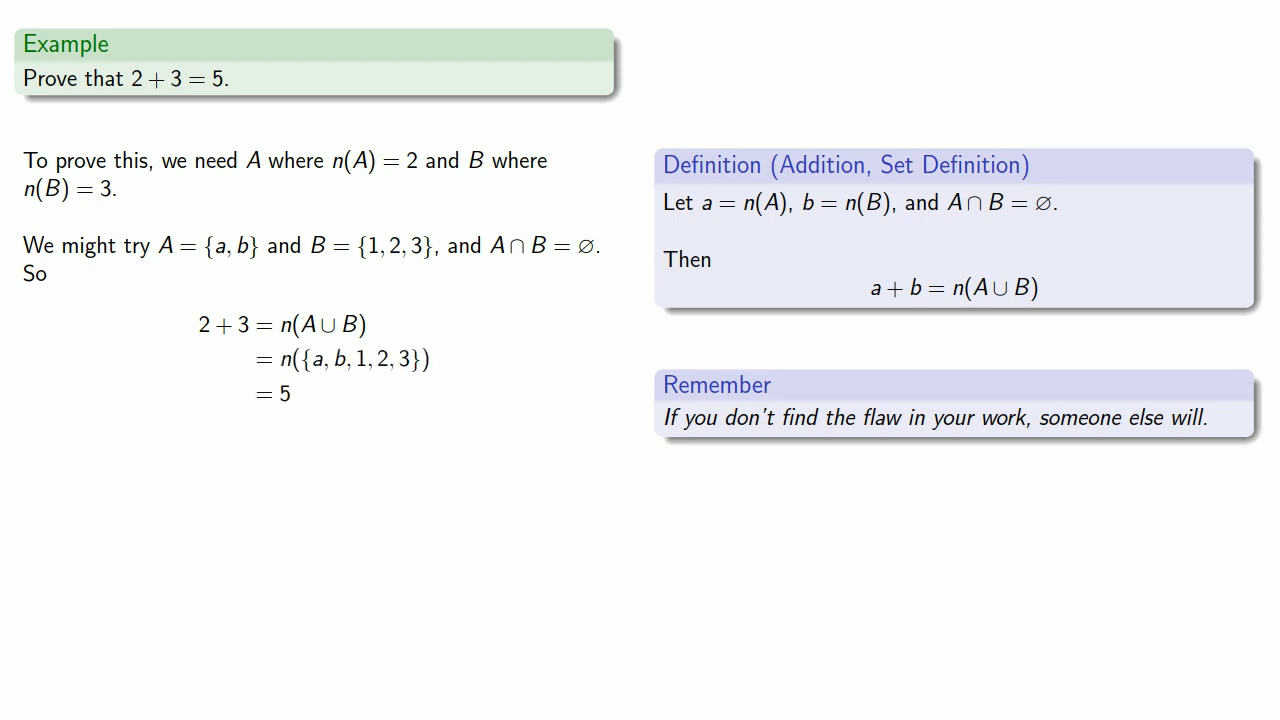 Example
Prove that 2 + 3 = 5.
To prove this, we need A where n(A) = 2 and B where
n(B) = 3.
We might try A = {a, b} and B = {1, 2, 3}, and A ∩ B = ∅.
So
2 + 3 = n(A ∪ B)
= n({a, b, 1, 2, 3})
= 5
Definition (Addition, Set Definition)
Let a = n(A), b = n(B), and A ∩ B = ∅.
Then
a + b = n(A ∪ B)
Remember
If you don't find the flaw in your work, someone else will.